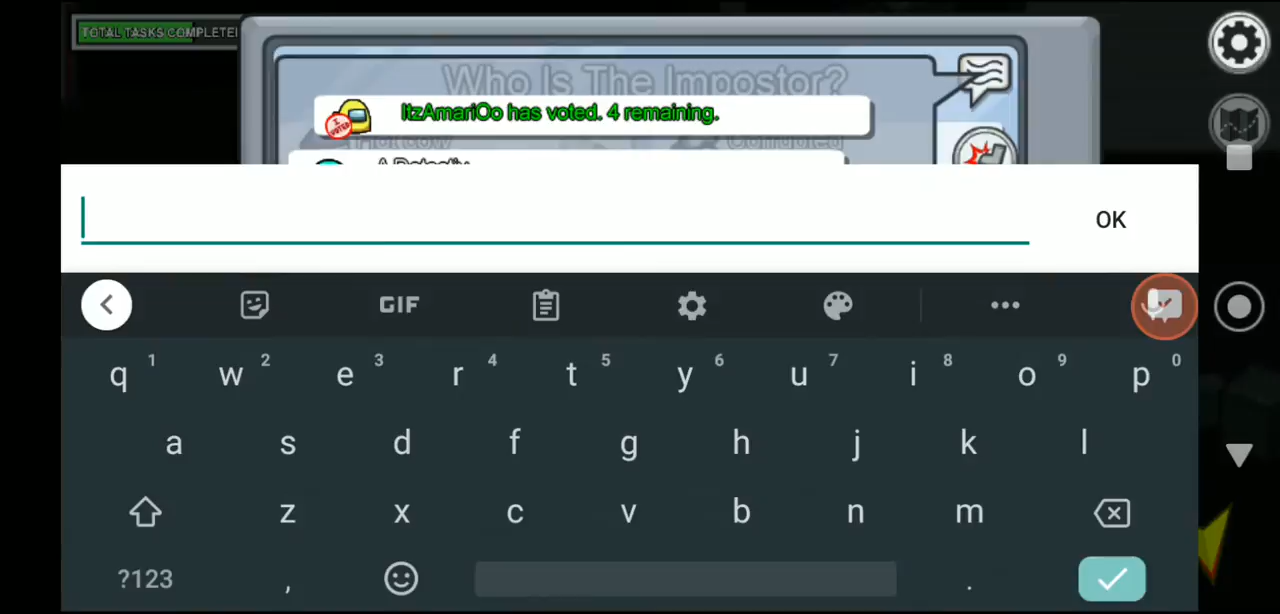 TOTAL TASKS COMPLETE
Who Is The Impostor?
ItzAmariOo has voted. 4 remaining.
OK
GIF
q 1 w 2 e 3 r 4 t 5 y 6 u 7 i 8 o 9 p 0
a s d f g h j k l
z x c v b n m
?123 , .